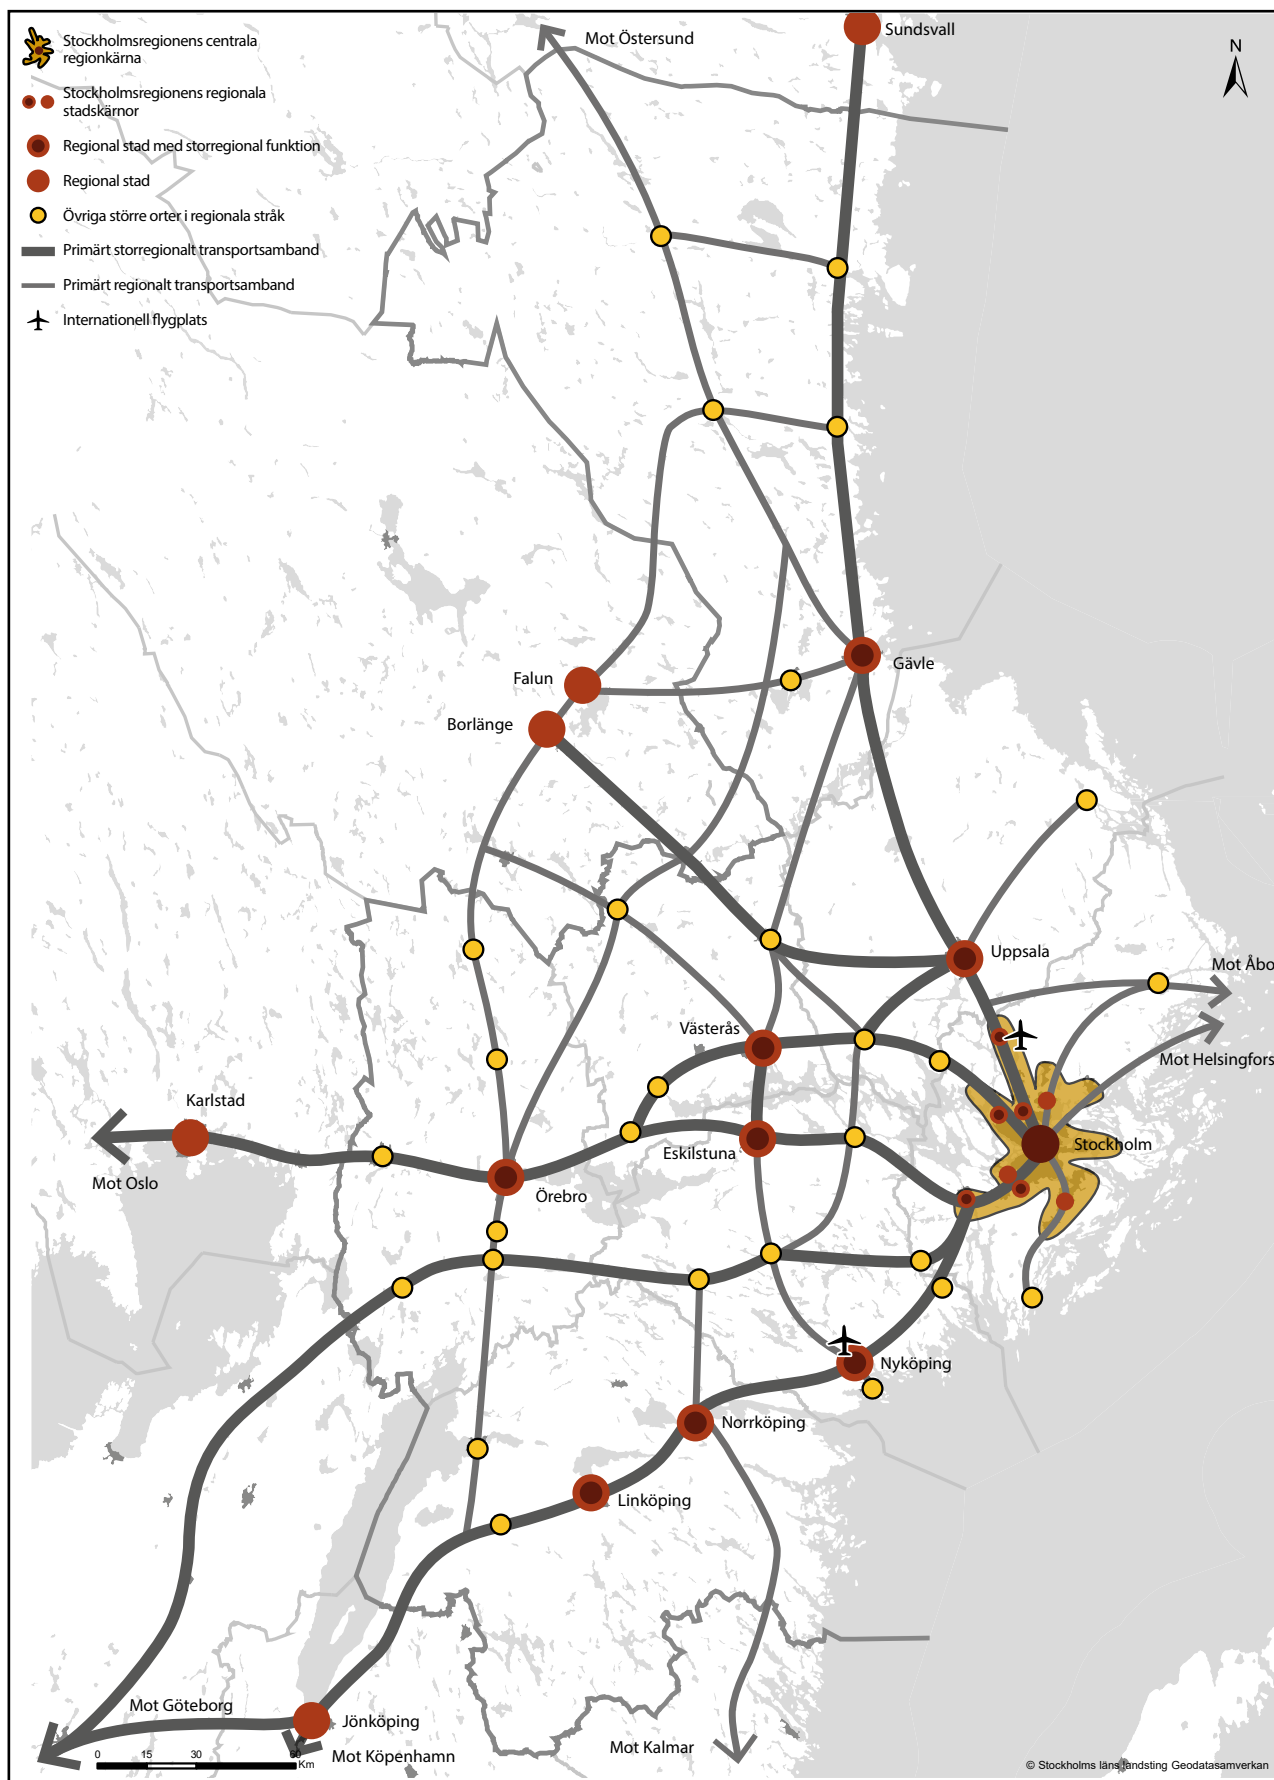 Stockholmsregionens centrala
regionkärna
Stockholmsregionens regionala
stadskärnor
Regional stad med storregional funktion
Regional stad
Övriga större orter i regionala stråk
Primärt storregionalt transportsamband
Primärt regionalt transportsamband
Internationell flygplats
Mot Östersund
Sundsvall
N
Gävle
Falun
Borlänge
Uppsala
Mot Åbo
Västerås
Mot Helsingfors
Karlstad
Stockholm
Eskilstuna
Mot Oslo
Örebro
Nyköping
Norrköping
Linköping
Mot Göteborg
Jönköping
Mot Köpenhamn
Mot Kalmar
0 15 30 60
Km
© Stockholms läns landsting Geodatasamverkan